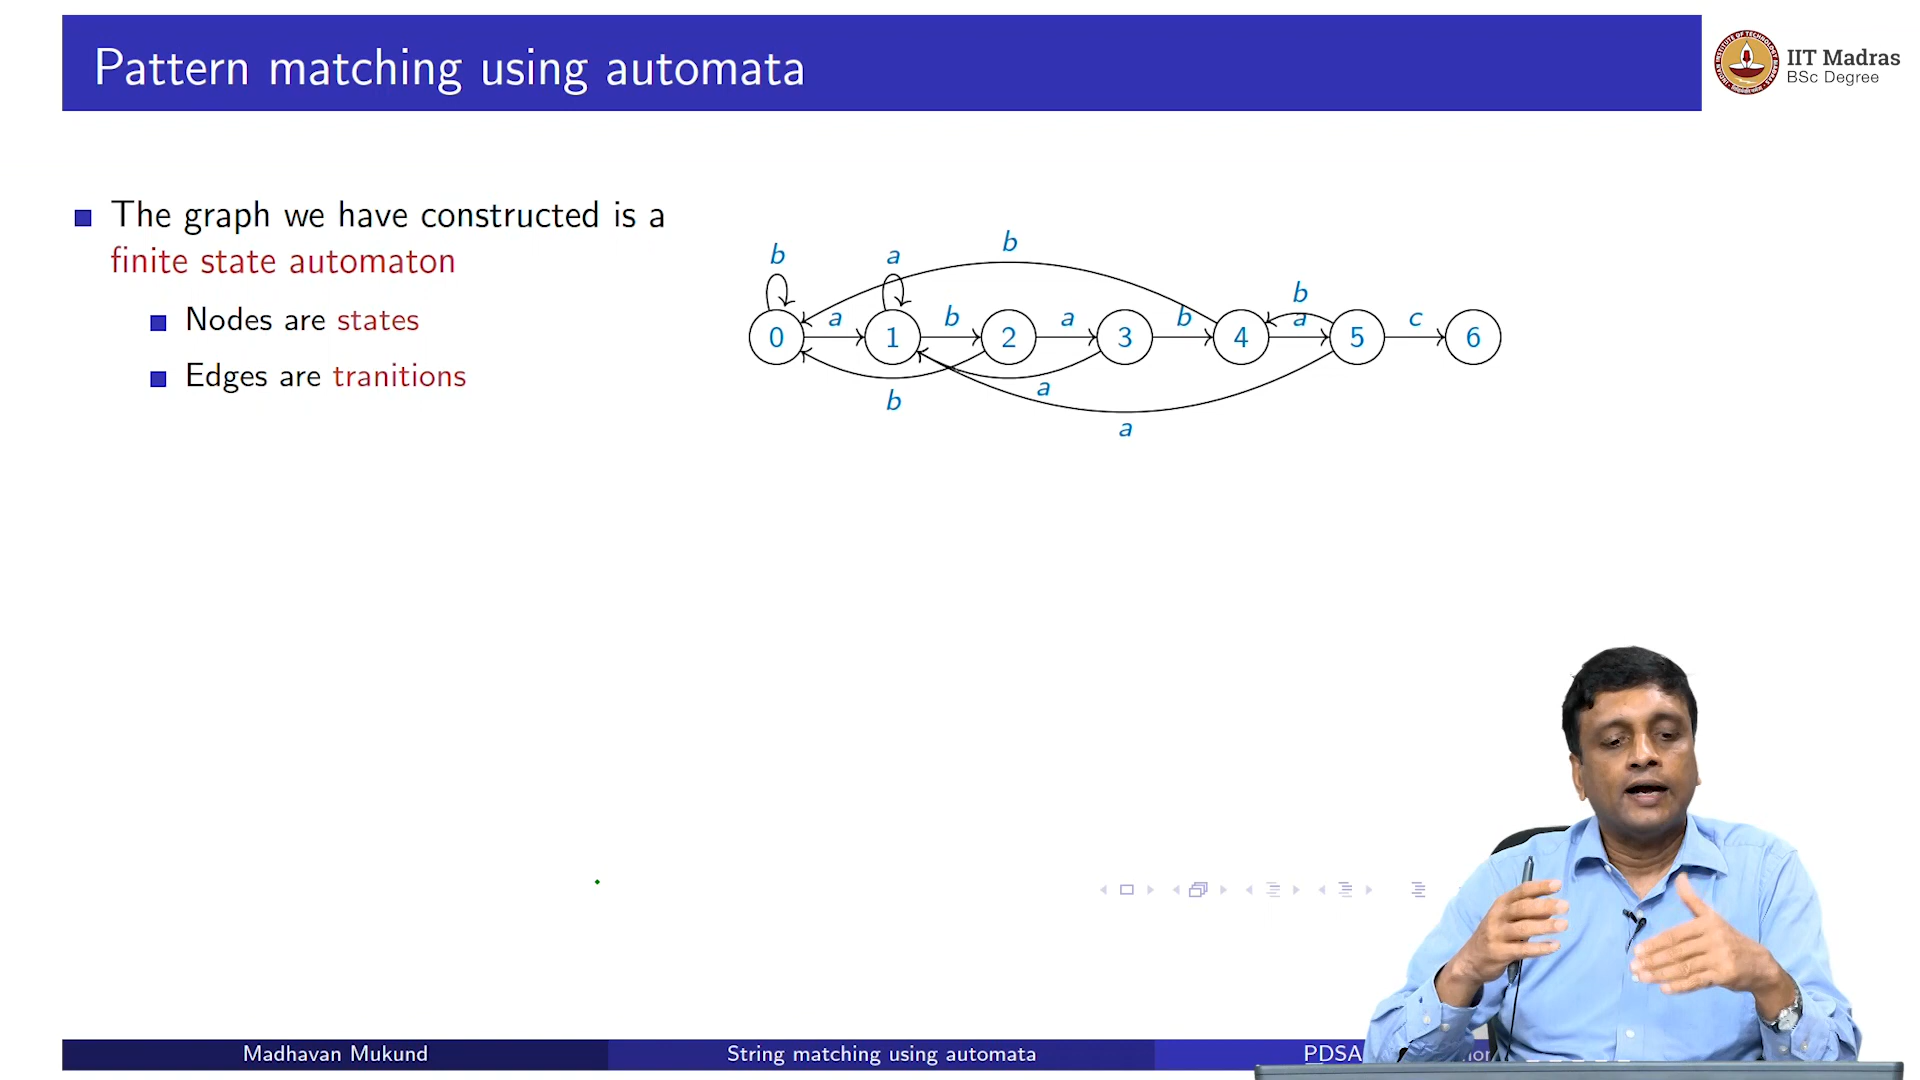 Pattern matching using automata
IIT Madras
BSc Degree
The graph we have constructed is a
finite state automaton
Nodes are states
Edges are tranitions
b
a
b
b
0
a
1
b
2
a
3
b
4
a
5
c
6
b
a
a
Madhavan Mukund
String matching using automata
PDSA